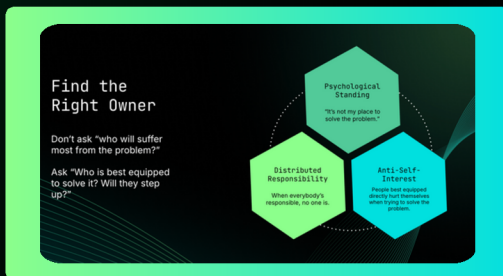 Find the
Right Owner
Don't ask “who will suffer
most from the problem?”
Ask “Who is best equipped
to solve it? Will they step
up?”
Psychological
Standing
“It's not my place to
solve the problem.”
Distributed
Responsibility
When everybody's
responsible, no one is.
Anti-Self-
Interest
People best equipped
directly hurt themselves
when trying to solve the
problem.